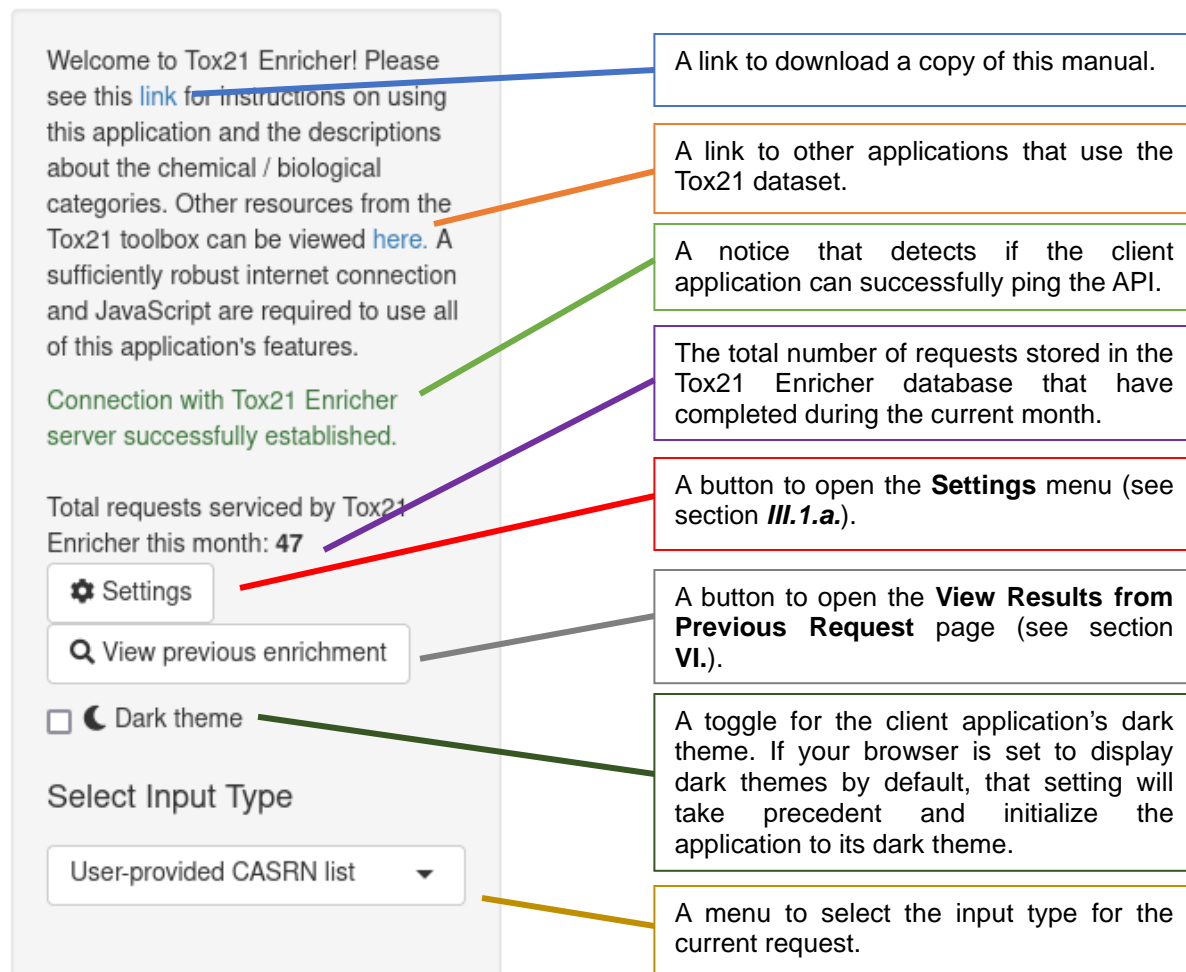 Welcome to Tox21 Enricher! Please
see this link for instructions on using
this application and the descriptions
about the chemical / biological
categories. Other resources from the
Tox21 toolbox can be viewed here. A
sufficiently robust internet connection
and JavaScript are required to use all
of this application's features.
Connection with Tox21 Enricher
server successfully established.
Total requests serviced by Tox21
Enricher this month: 47
Settings
View previous enrichment
Dark theme
Select Input Type
User-provided CASRN list
A link to download a copy of this manual.
A link to other applications that use the
Tox21 dataset.
A notice that detects if the client
application can successfully ping the API.
The total number of requests stored in the
Tox21 Enricher database that have
completed during the current month.
A button to open the Settings menu (see
section III.1.a.).
A button to open the View Results from
Previous Request page (see section
VI.).
A toggle for the client application’s dark
theme. If your browser is set to display
dark themes by default, that setting will
take precedent and initialize the
application to its dark theme.
A menu to select the input type for the
current request.